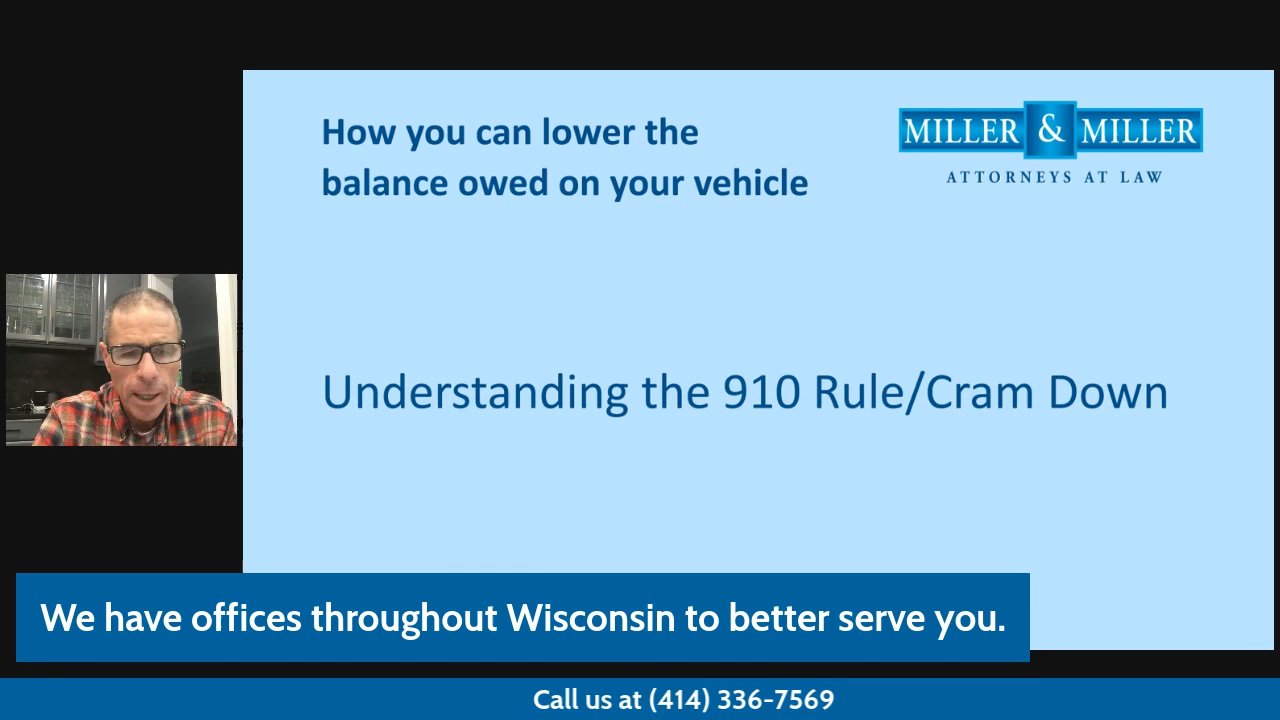 How you can lower the
balance owed on your vehicle
MILLER & MILLER
ATTORNEYS AT LAW
Understanding the 910 Rule/Cram Down
We have offices throughout Wisconsin to better serve you.
Call us at (414) 336-7569